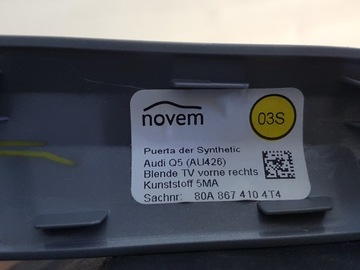 novem
03S
Puerta der Synthetic
Audi Q5 (AU426)
Blende TV vorne rechts
Kunststoff 5MA
Sachnr: 80A 867 410 4T4